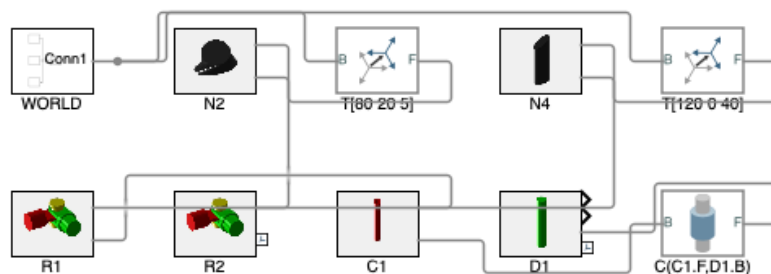 Conn1
B
F
B
F
WORLD
N2
T[80 20 5]
N4
T[120 0 40]
B
F
R1
R2
C1
D1
C(C1.F,D1.B)